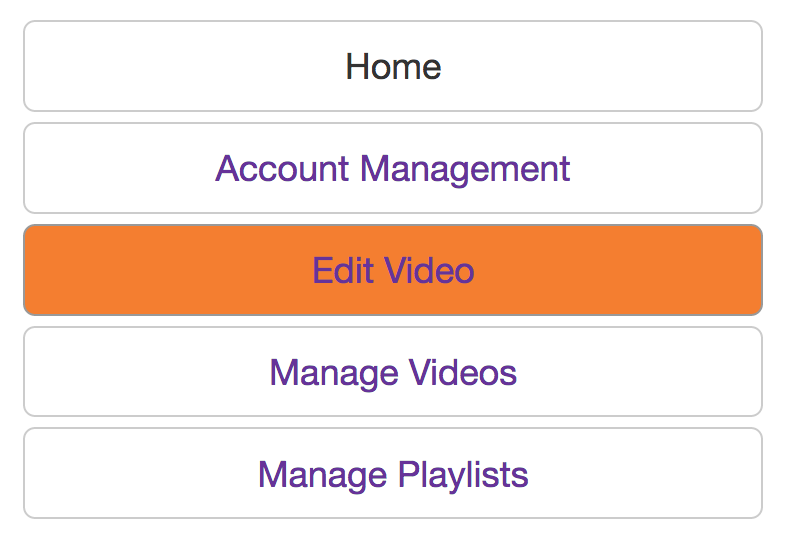 Home
Account Management
Edit Video
Manage Videos
Manage Playlists